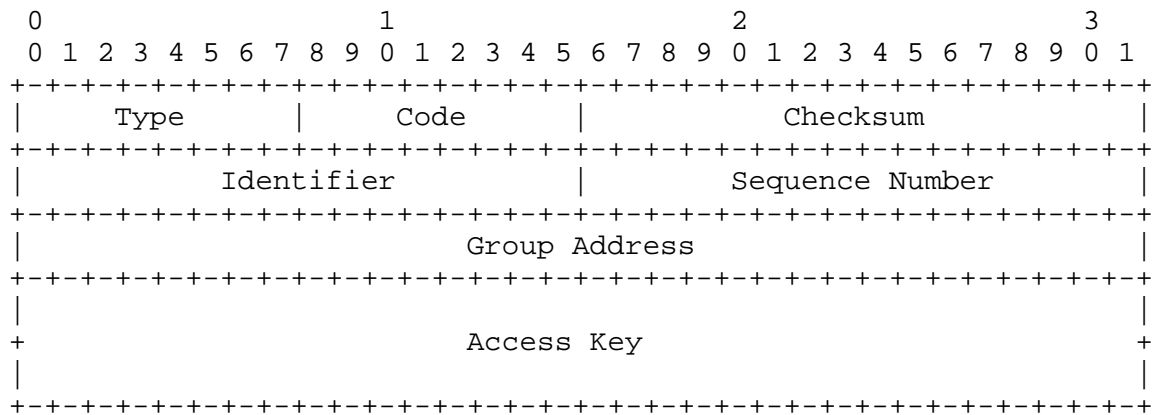 0                   1                   2                   3
 0 1 2 3 4 5 6 7 8 9 0 1 2 3 4 5 6 7 8 9 0 1 2 3 4 5 6 7 8 9 0 1
+-+-+-+-+-+-+-+-+-+-+-+-+-+-+-+-+-+-+-+-+-+-+-+-+-+-+-+-+-+-+-+-+
|     Type      |     Code      |           Checksum            |
+-+-+-+-+-+-+-+-+-+-+-+-+-+-+-+-+-+-+-+-+-+-+-+-+-+-+-+-+-+-+-+-+
|           Identifier          |        Sequence Number        |
+-+-+-+-+-+-+-+-+-+-+-+-+-+-+-+-+-+-+-+-+-+-+-+-+-+-+-+-+-+-+-+-+
|                         Group Address                         |
+-+-+-+-+-+-+-+-+-+-+-+-+-+-+-+-+-+-+-+-+-+-+-+-+-+-+-+-+-+-+-+-+
|                                                               |
+                         Access Key                            +
|                                                               |
+-+-+-+-+-+-+-+-+-+-+-+-+-+-+-+-+-+-+-+-+-+-+-+-+-+-+-+-+-+-+-+-+